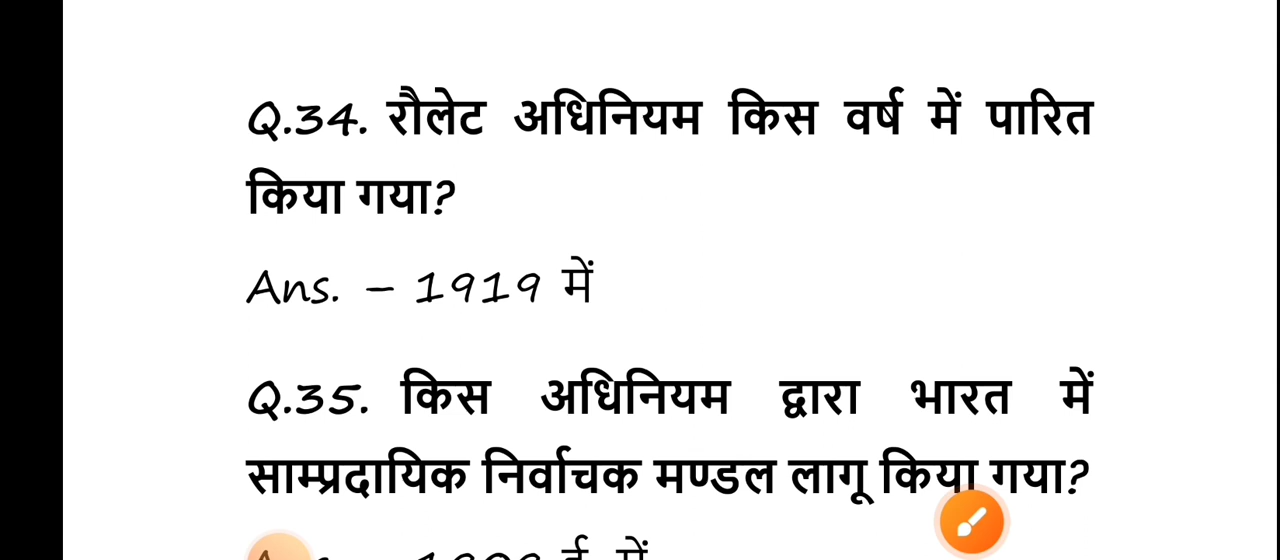 Q.34. रौलेट अधिनियम किस वर्ष में पारित
किया गया?
Ans. – 1919 में
Q.35. किस अधिनियम द्वारा भारत में
साम्प्रदायिक निर्वाचक मण्डल लागू किया गया?